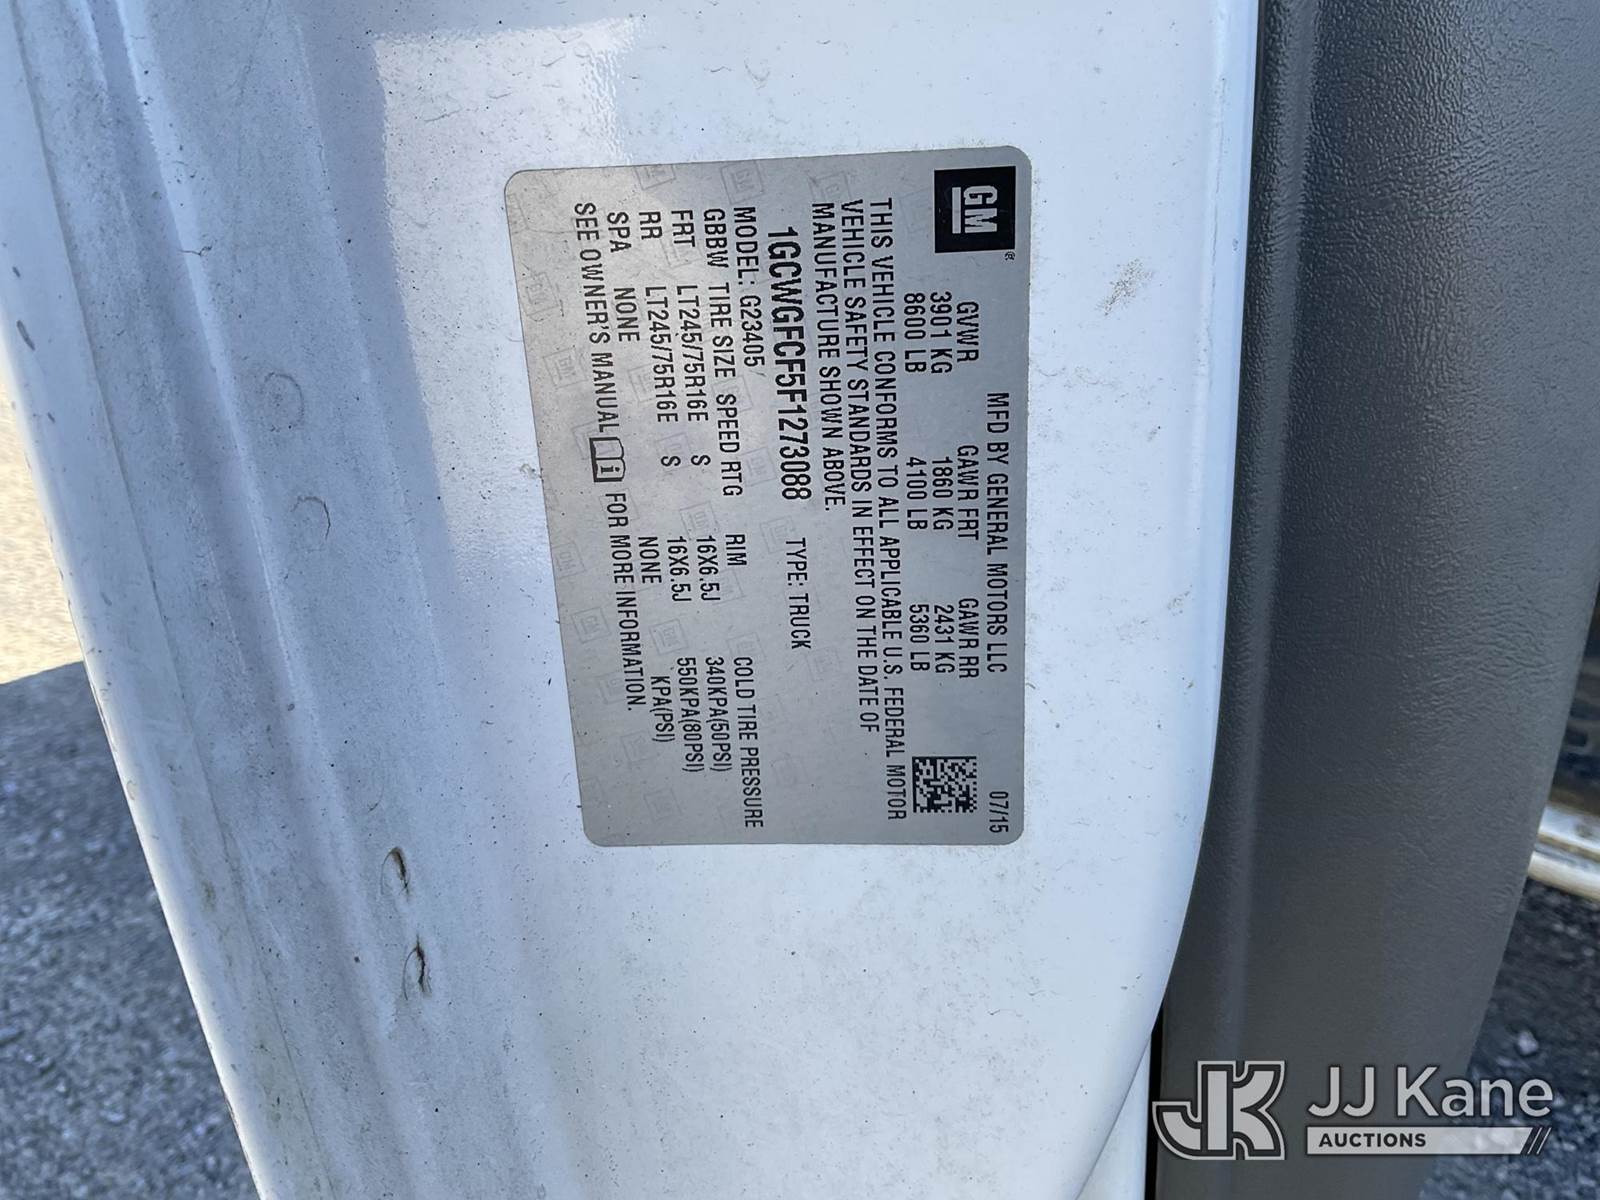 GM
MFD BY GENERAL MOTORS LLC 07/15
GVWR GAWR FRT GAWR RR
3901 KG 1860 KG 2431 KG
8600 LB 4100 LB 5360 LB
THIS VEHICLE CONFORMS TO ALL APPLICABLE U.S. FEDERAL MOTOR
VEHICLE SAFETY STANDARDS IN EFFECT ON THE DATE OF
MANUFACTURE SHOWN ABOVE.
1GCWGFCF5F1273088 TYPE: TRUCK
MODEL: G23405
GBBW TIRE SIZE SPEED RTG RIM COLD TIRE PRESSURE
FRT LT245/75R16E S 16X6.5J 340KPA(50PSI)
RR LT245/75R16E S 16X6.5J 550KPA(80PSI)
SPA NONE NONE KPA(PSI)
SEE OWNER'S MANUAL FOR MORE INFORMATION.
JK JJ Kane
AUCTIONS